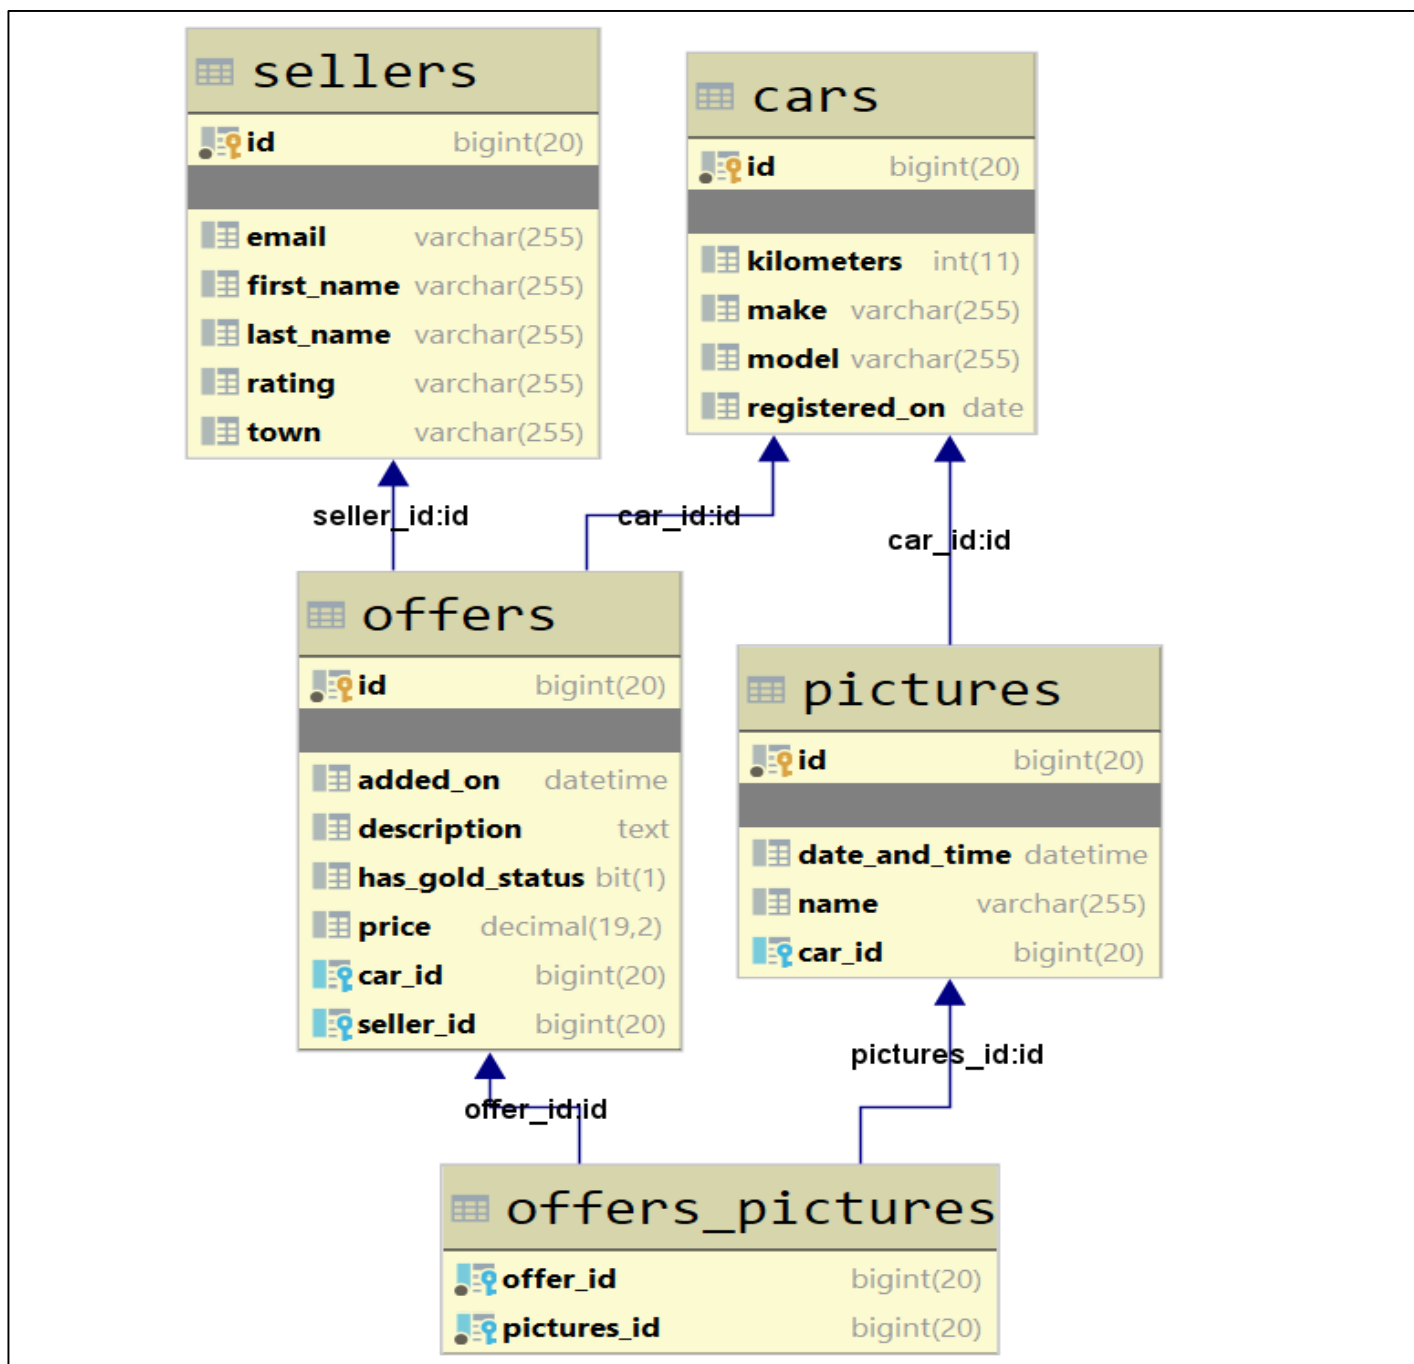 sellers
id bigint(20)
email varchar(255)
first_name varchar(255)
last_name varchar(255)
rating varchar(255)
town varchar(255)
cars
id bigint(20)
kilometers int(11)
make varchar(255)
model varchar(255)
registered_on date
seller_id:id
car_id:id
car_id:id
offers
id bigint(20)
added_on datetime
description text
has_gold_status bit(1)
price decimal(19,2)
car_id bigint(20)
seller_id bigint(20)
pictures
id bigint(20)
date_and_time datetime
name varchar(255)
car_id bigint(20)
offer_id:id
pictures_id:id
offers_pictures
offer_id bigint(20)
pictures_id bigint(20)